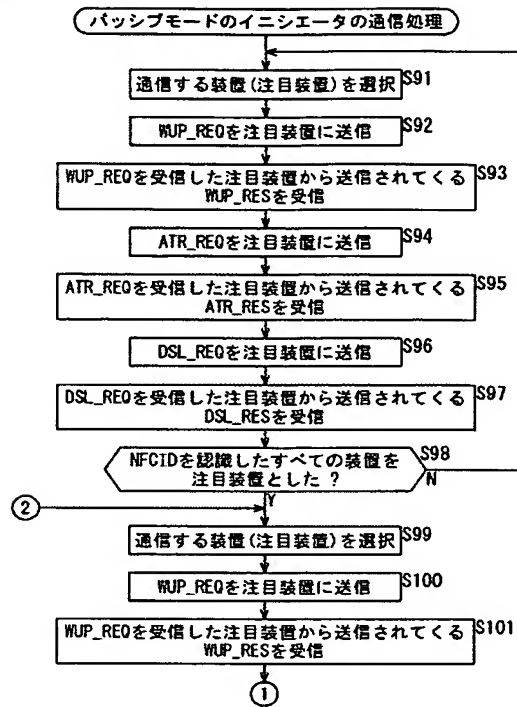 パッシブモードのイニシエータの通信処理
通信する装置(注目装置)を選択 S91
WUP_REQを注目装置に送信 S92
WUP_REQを受信した注目装置から送信されてくる S93
WUP_RESを受信
ATR_REQを注目装置に送信 S94
ATR_REQを受信した注目装置から送信されてくる S95
ATR_RESを受信
DSL_REQを注目装置に送信 S96
DSL_REQを受信した注目装置から送信されてくる S97
DSL_RESを受信
NFCIDを認識したすべての装置を S98
注目装置とした ? N
Y
②
通信する装置(注目装置)を選択 S99
WUP_REQを注目装置に送信 S100
WUP_REQを受信した注目装置から送信されてくる S101
WUP_RESを受信
①